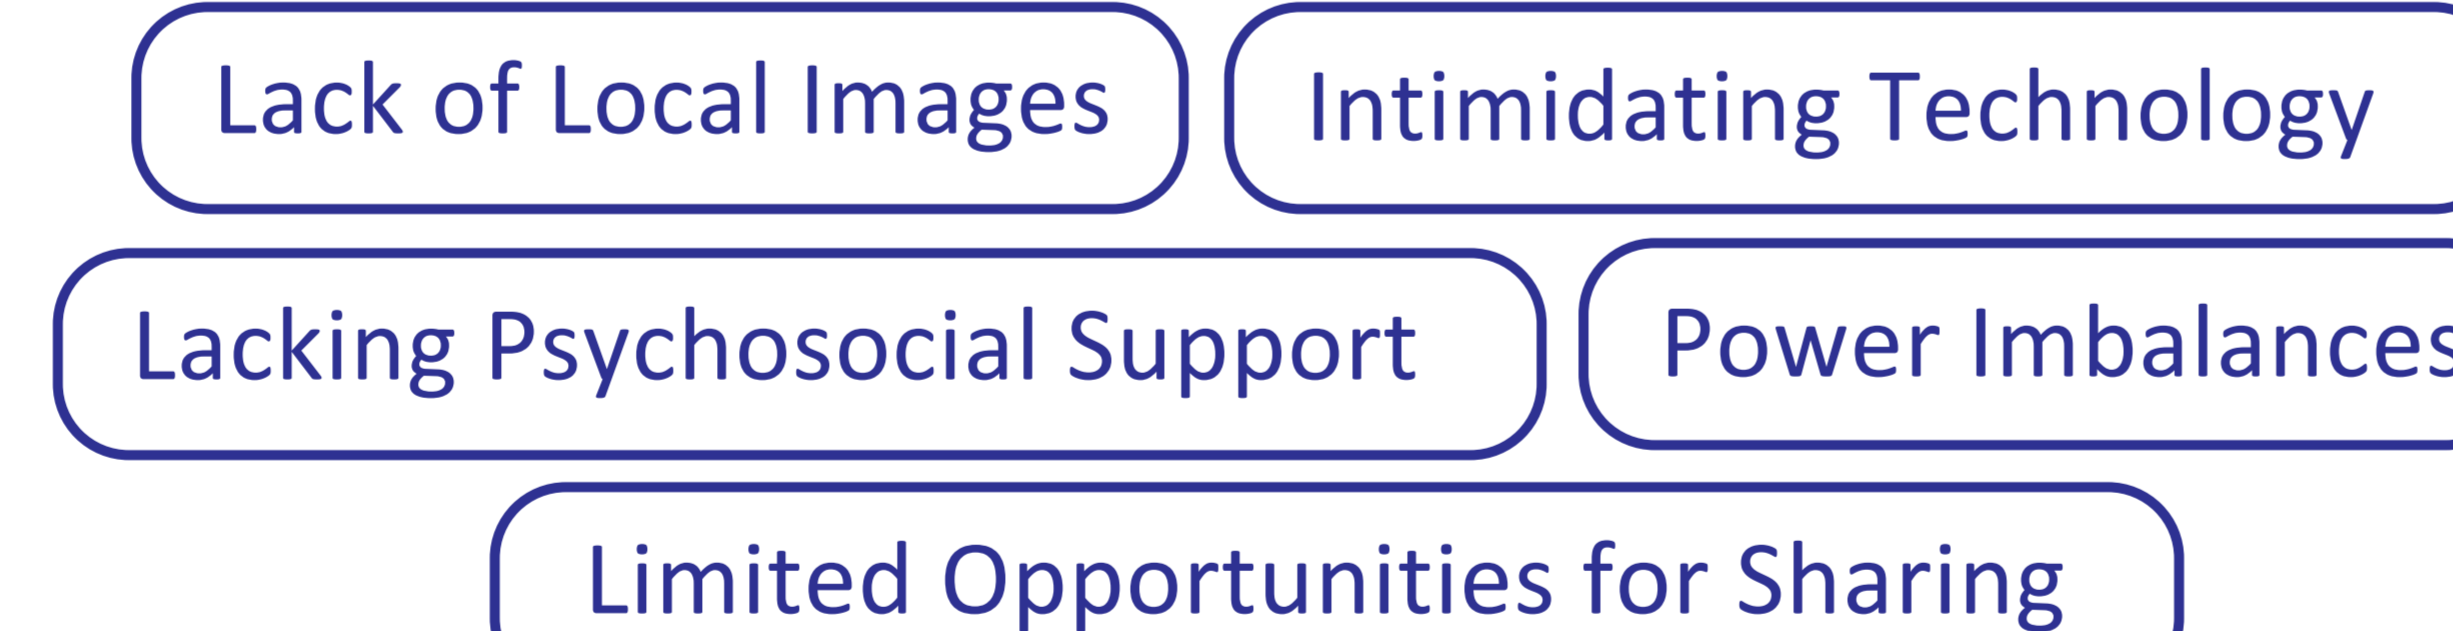 Lack of Local Images
Intimidating Technology
Lacking Psychosocial Support
Power Imbalances
Limited Opportunities for Sharing